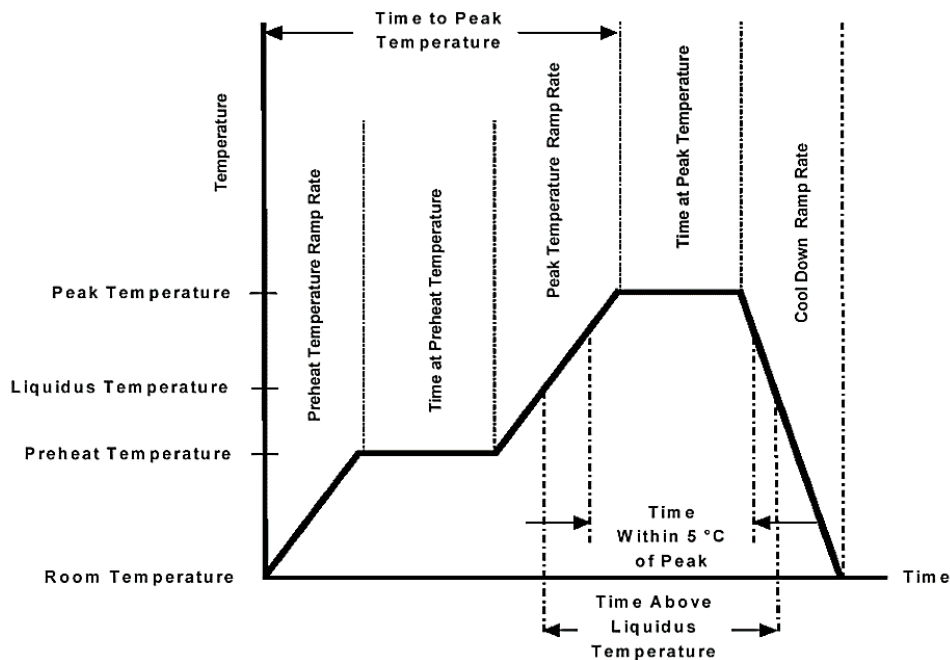 Time to Peak
Temperature
Temperature
Preheat Temperature Ramp Rate
Time at Preheat Temperature
Peak Temperature Ramp Rate
Time at Peak Temperature
Cool Down Ramp Rate
Peak Temperature
Liquidus Temperature
Preheat Temperature
Room Temperature
Time
Within 5 °C
of Peak
Time
Time Above
Liquidus
Temperature